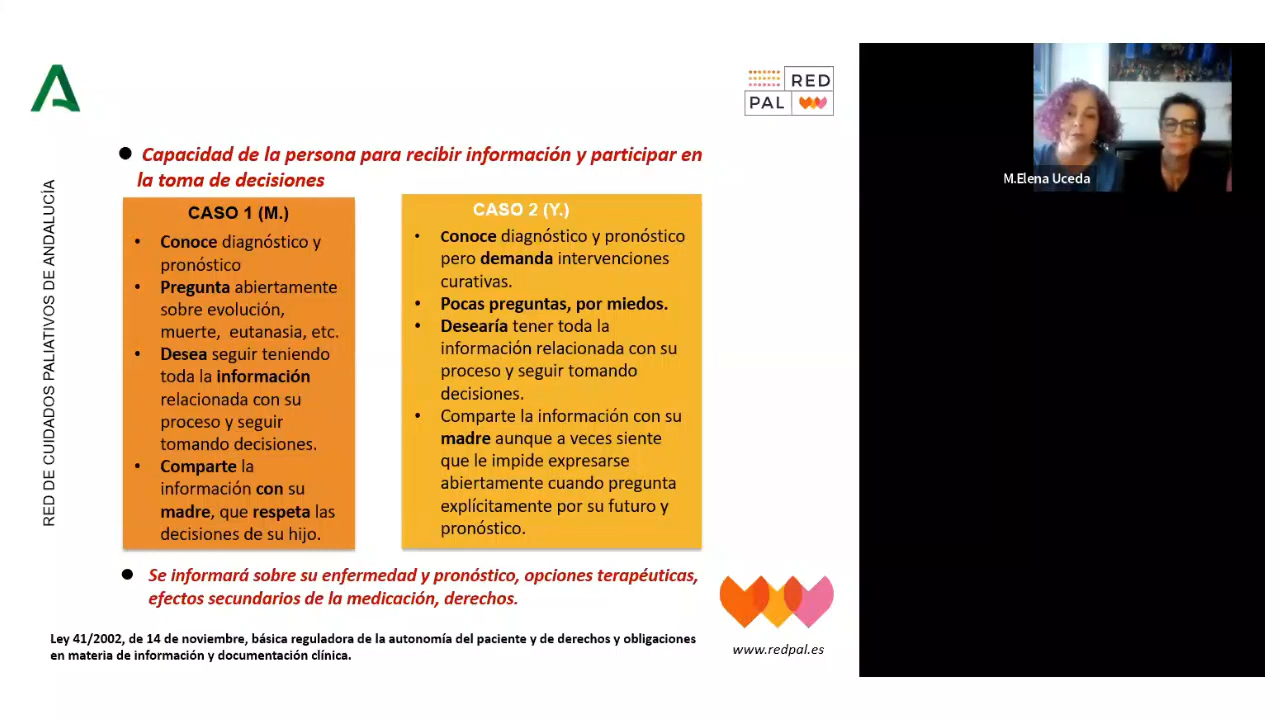 RED
PAL
RED DE CUIDADOS PALIATIVOS DE ANDALUCÍA
Capacidad de la persona para recibir información y participar en
la toma de decisiones
CASO 1 (M.)
• Conoce diagnóstico y
pronóstico
• Pregunta abiertamente
sobre evolución,
muerte, eutanasia, etc.
• Desea seguir teniendo
toda la información
relacionada con su
proceso y seguir
tomando decisiones.
• Comparte la
información con su
madre, que respeta las
decisiones de su hijo.
CASO 2 (Y.)
• Conoce diagnóstico y pronóstico
pero demanda intervenciones
curativas.
• Pocas preguntas, por miedos.
• Desearía tener toda la
información relacionada con su
proceso y seguir tomando
decisiones.
• Comparte la información con su
madre aunque a veces siente
que le impide expresarse
abiertamente cuando pregunta
explícitamente por su futuro y
pronóstico.
Se informará sobre su enfermedad y pronóstico, opciones terapéuticas,
efectos secundarios de la medicación, derechos.
Ley 41/2002, de 14 de noviembre, básica reguladora de la autonomía del paciente y de derechos y obligaciones
en materia de información y documentación clínica.
www.redpal.es
M.Elena Uceda